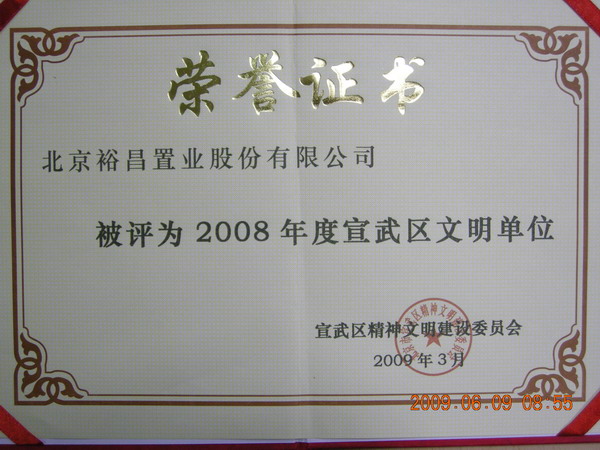 荣誉证书
北京裕昌置业股份有限公司
被评为 2008 年度宣武区文明单位
宣武区精神文明建设委员会
2009 年 3 月
2009.06.09 08:55